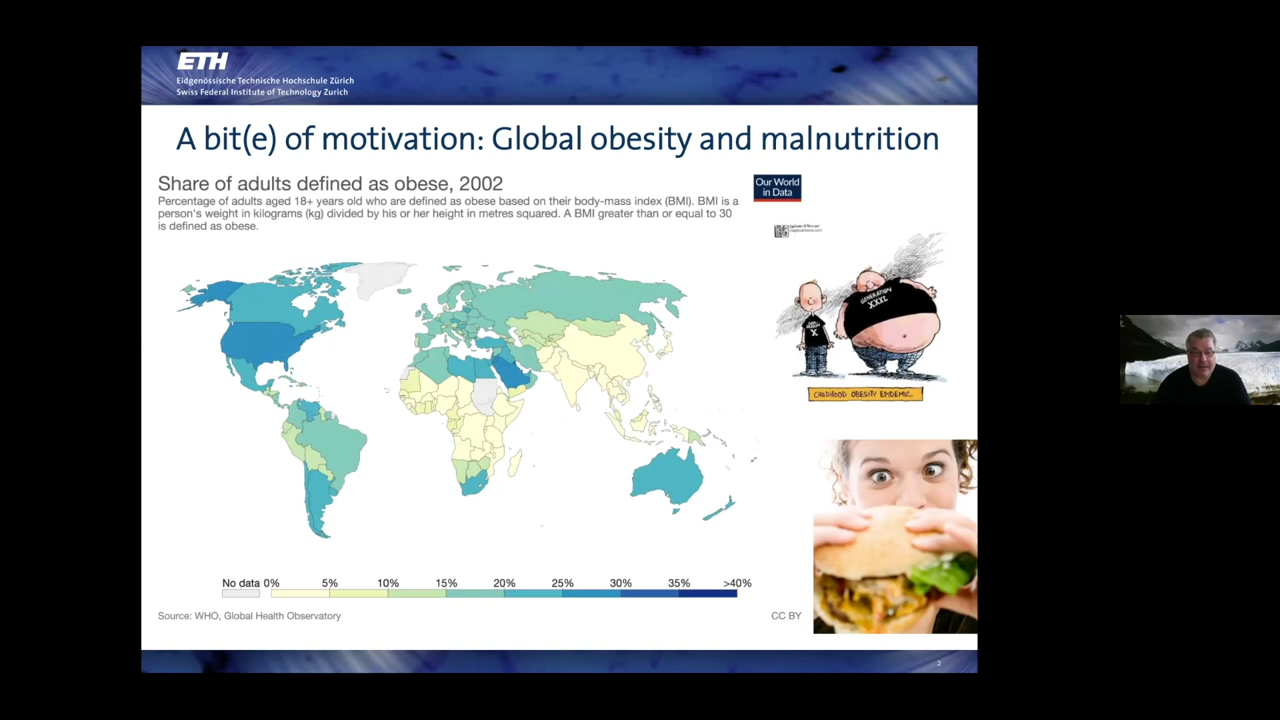 ETH
Eidgenössische Technische Hochschule Zürich
Swiss Federal Institute of Technology Zurich
A bit(e) of motivation: Global obesity and malnutrition
Share of adults defined as obese, 2002
Percentage of adults aged 18+ years old who are defined as obese based on their body-mass index (BMI). BMI is a
person's weight in kilograms (kg) divided by his or her height in metres squared. A BMI greater than or equal to 30
is defined as obese.
Our World
in Data
GENERATION
XXXL
X
CHILDHOOD OBESITY EPIDEMIC.
No data 0% 5% 10% 15% 20% 25% 30% 35% >40%
Source: WHO, Global Health Observatory
CC BY
2